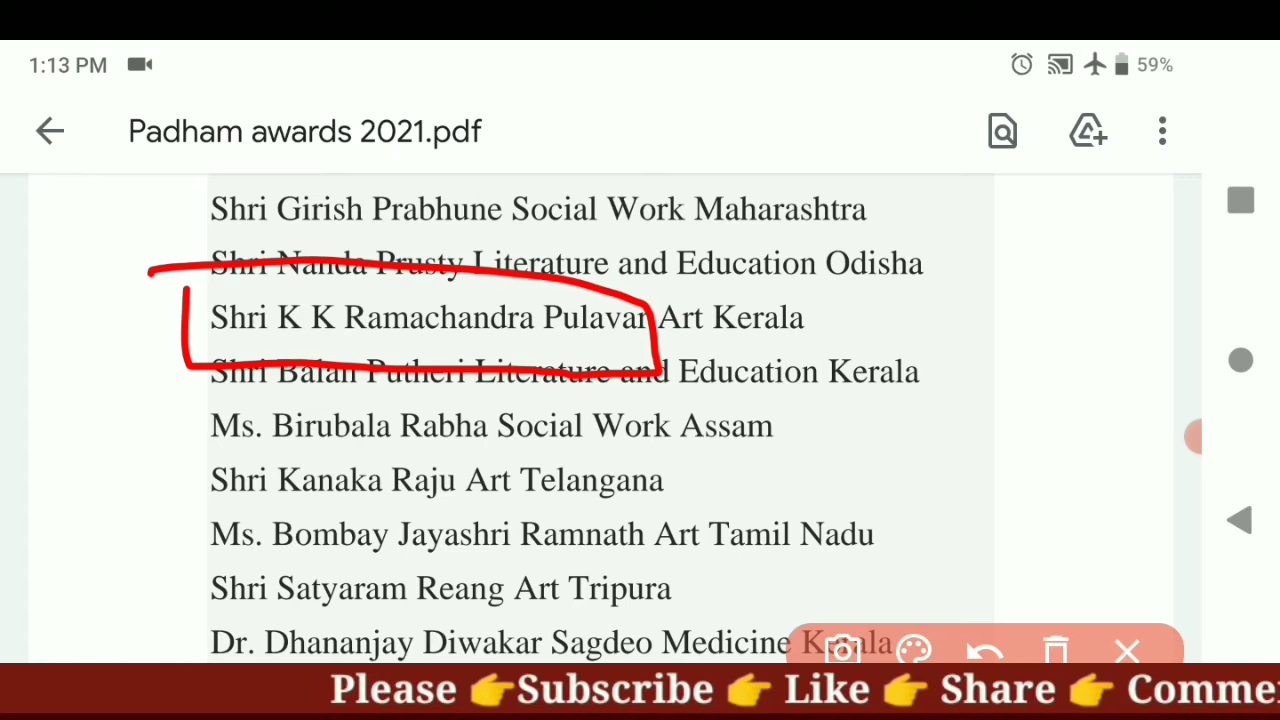 1:13 PM 59%
Padham awards 2021.pdf
Shri Girish Prabhune Social Work Maharashtra
Shri Nanda Prusty Literature and Education Odisha
Shri K K Ramachandra Pulavar Art Kerala
Shri Balan Putheri Literature and Education Kerala
Ms. Birubala Rabha Social Work Assam
Shri Kanaka Raju Art Telangana
Ms. Bombay Jayashri Ramnath Art Tamil Nadu
Shri Satyaram Reang Art Tripura
Dr. Dhananjay Diwakar Sagdeo Medicine Kerala
Please 👉Subscribe 👉 Like 👉 Share 👉 Comme